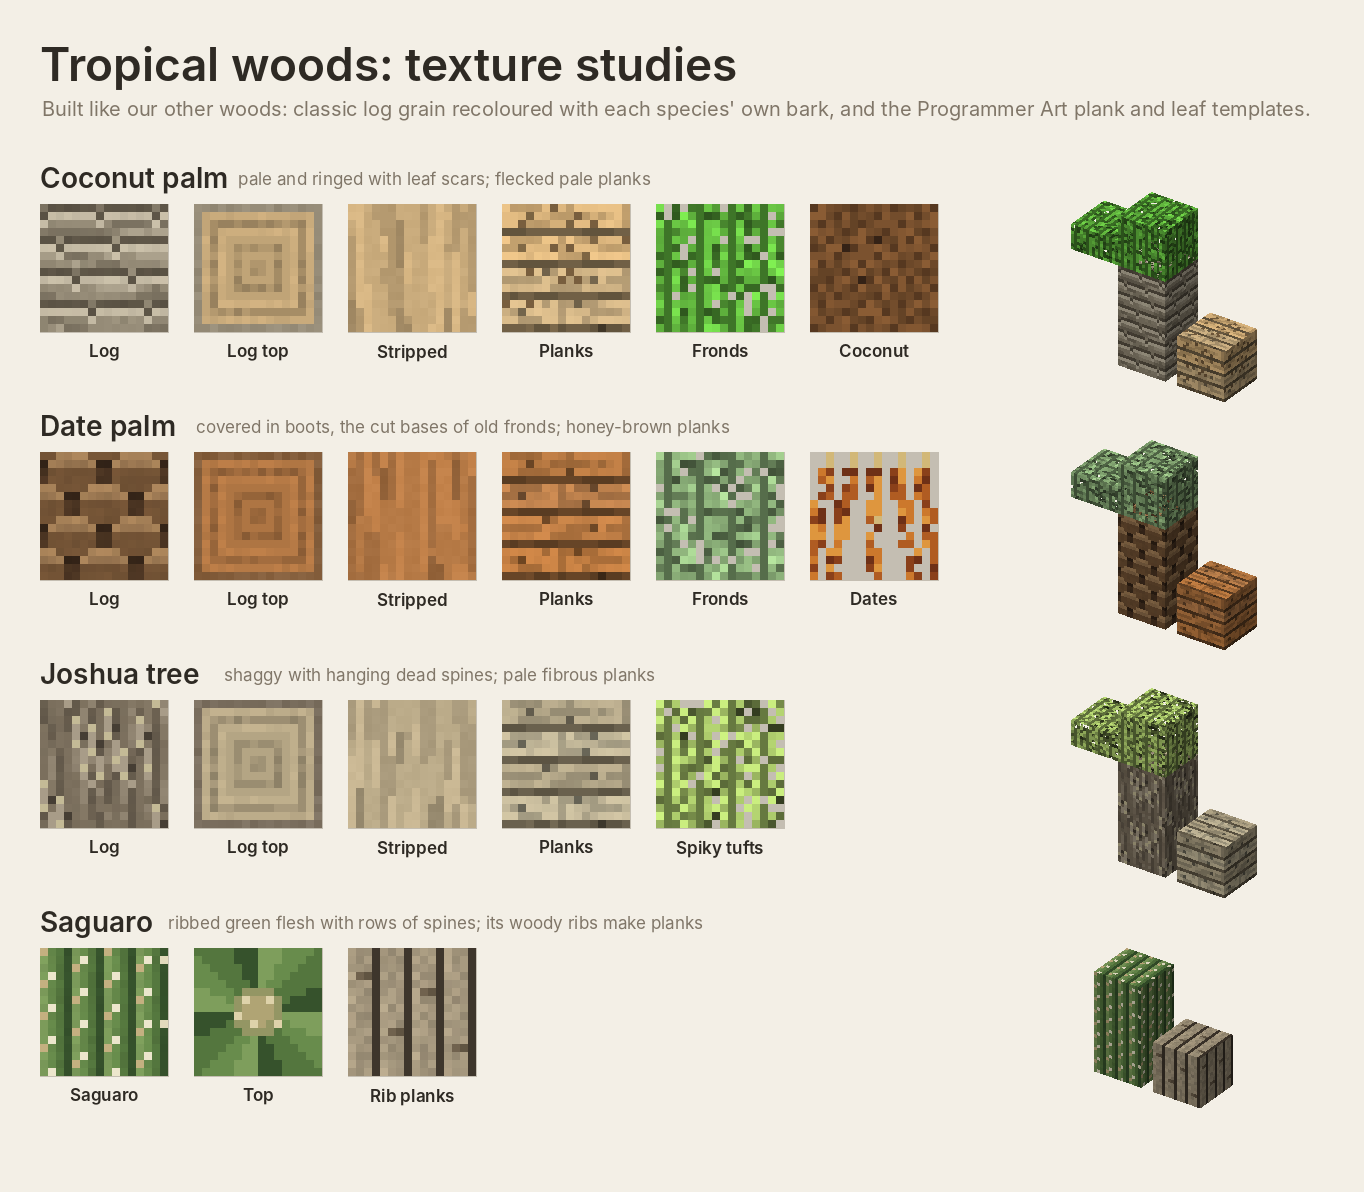 Tropical woods: texture studies
Built like our other woods: classic log grain recoloured with each species' own bark, and the Programmer Art plank and leaf templates.
Coconut palm pale and ringed with leaf scars; flecked pale planks
Log Log top Stripped Planks Fronds Coconut
Date palm covered in boots, the cut bases of old fronds; honey-brown planks
Log Log top Stripped Planks Fronds Dates
Joshua tree shaggy with hanging dead spines; pale fibrous planks
Log Log top Stripped Planks Spiky tufts
Saguaro ribbed green flesh with rows of spines; its woody ribs make planks
Saguaro Top Rib planks